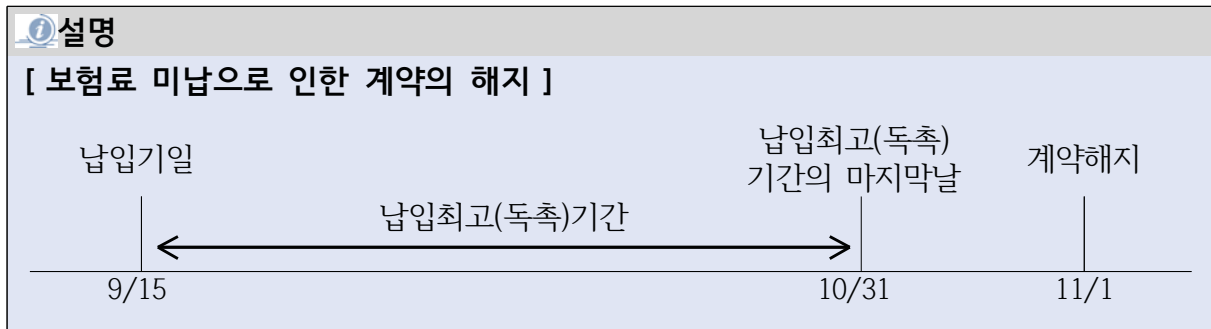 설명
[ 보험료 미납으로 인한 계약의 해지 ]
납입기일
납입최고(독촉)
기간의 마지막날
계약해지
납입최고(독촉)기간
9/15
10/31
11/1